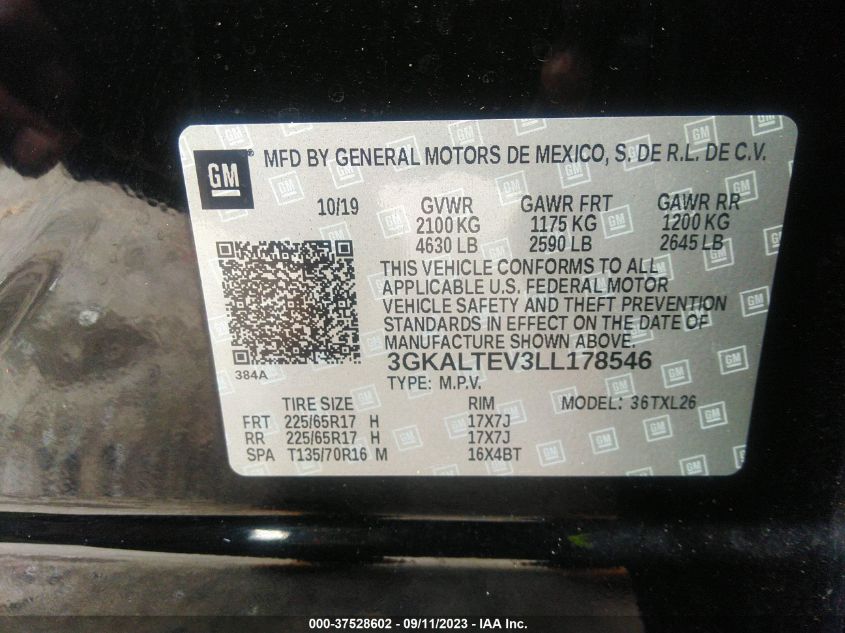 GM® MFD BY GENERAL MOTORS DE MEXICO, S. DE R.L. DE C.V.
10/19 GVWR GAWR FRT GAWR RR
2100 KG 1175 KG 1200 KG
4630 LB 2590 LB 2645 LB
THIS VEHICLE CONFORMS TO ALL
APPLICABLE U.S. FEDERAL MOTOR
VEHICLE SAFETY AND THEFT PREVENTION
STANDARDS IN EFFECT ON THE DATE OF
MANUFACTURE SHOWN ABOVE.
384A 3GKALTEV3LL178546
TYPE: M.P.V.
TIRE SIZE RIM MODEL: 36TXL26
FRT 225/65R17 H 17X7J
RR 225/65R17 H 17X7J
SPA T135/70R16 M 16X4BT
000-37528602 - 09/11/2023 - IAA Inc.